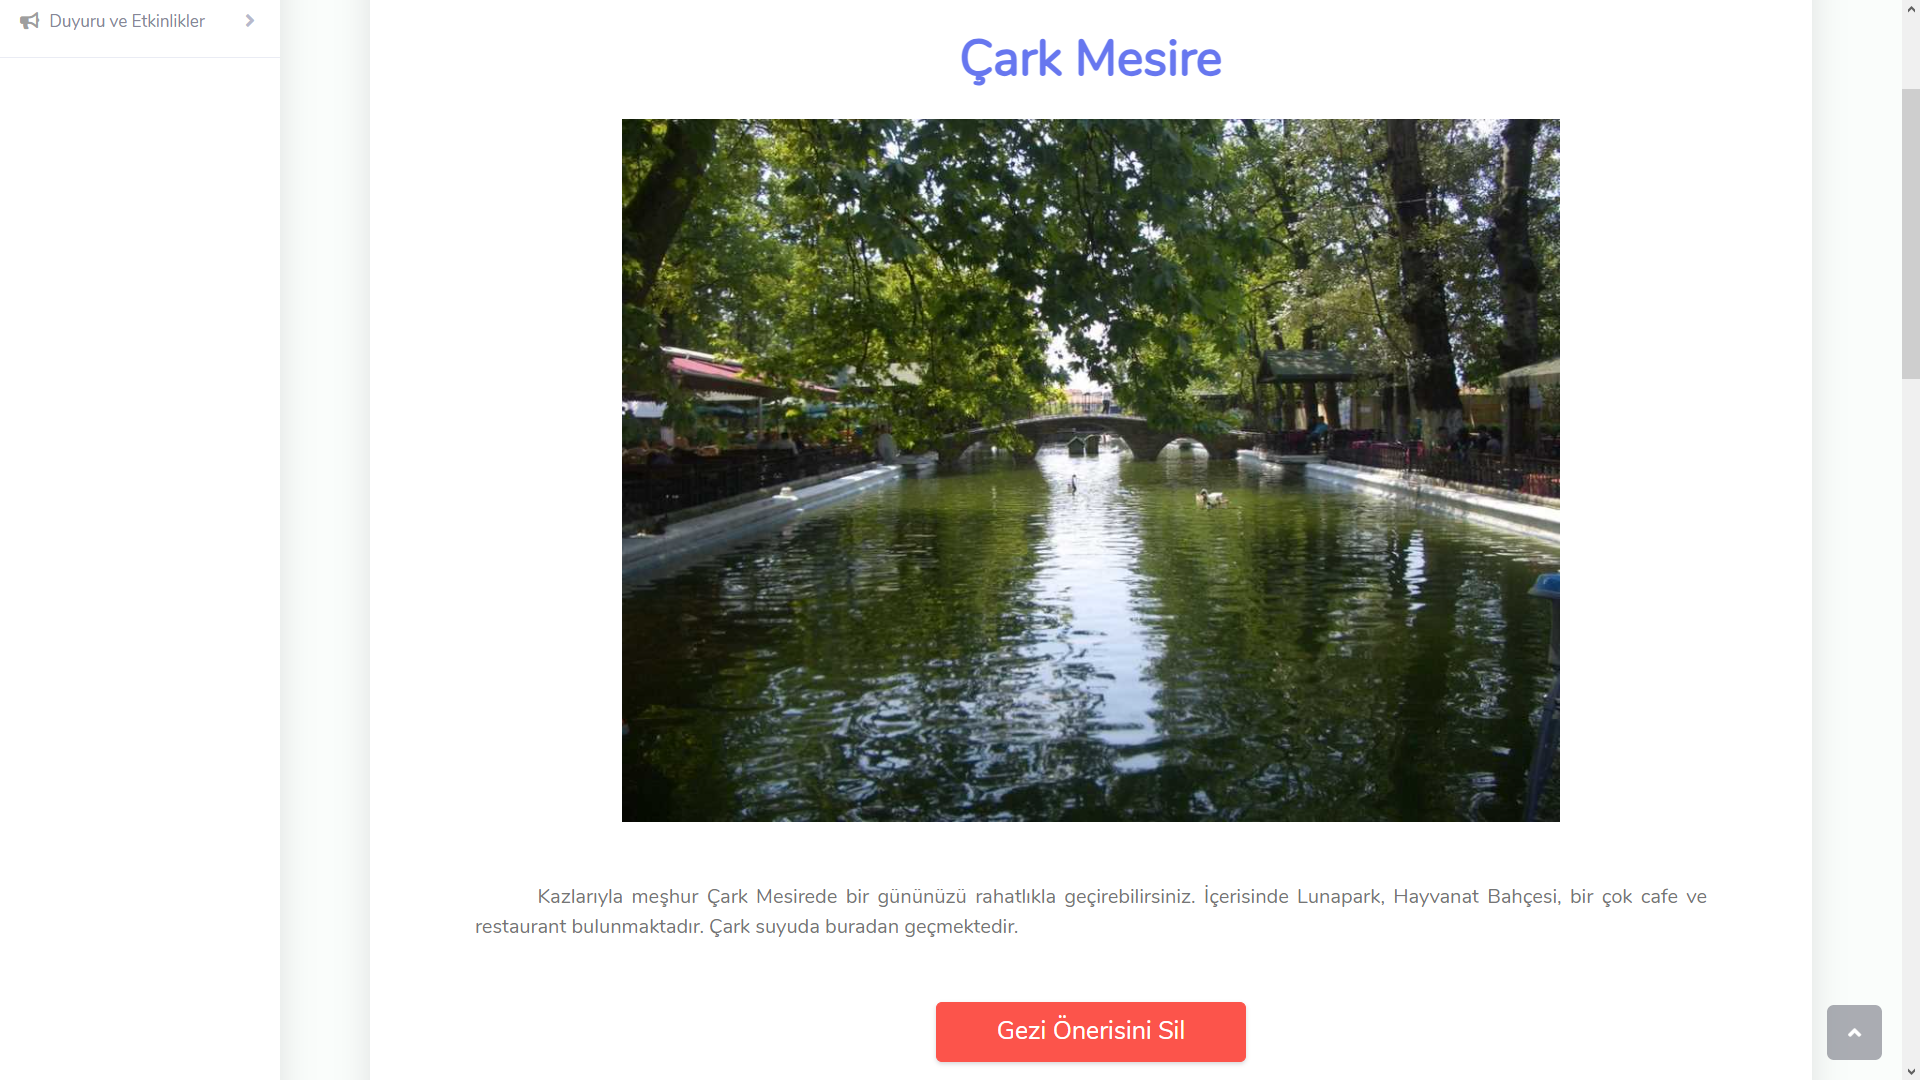 Duyuru ve Etkinlikler
Çark Mesire
Kazlarıyla meşhur Çark Mesirede bir gününüzü rahatlıkla geçirebilirsiniz. İçerisinde Lunapark, Hayvanat Bahçesi, bir çok cafe ve
restaurant bulunmaktadır. Çark suyuda buradan geçmektedir.
Gezi Önerisini Sil